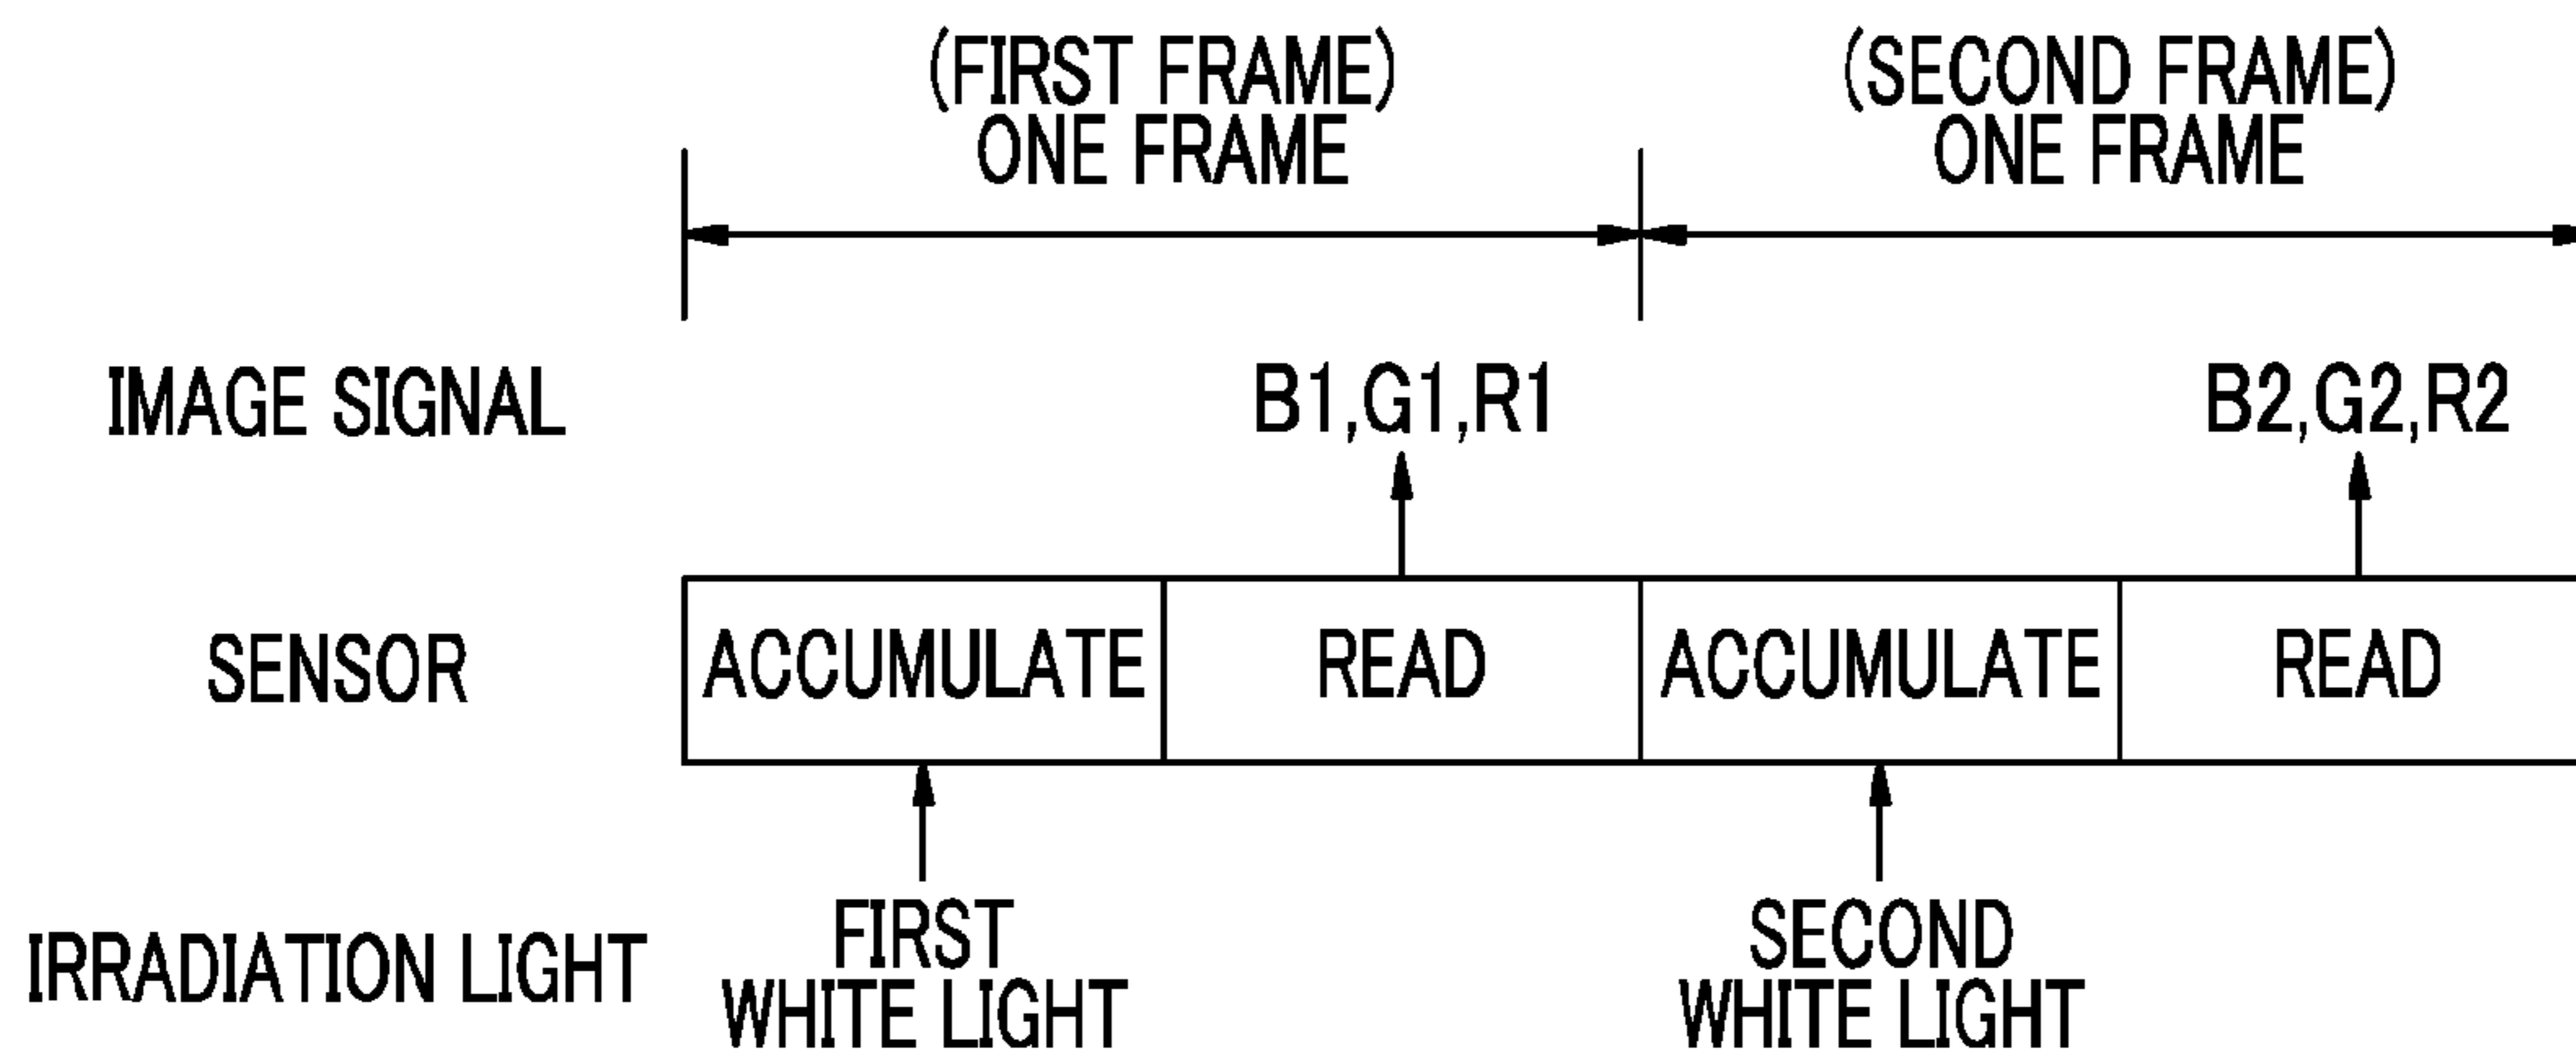 (FIRST FRAME)
ONE FRAME
(SECOND FRAME)
ONE FRAME
IMAGE SIGNAL
B1,G1,R1
B2,G2,R2
SENSOR
ACCUMULATE
READ
ACCUMULATE
READ
IRRADIATION LIGHT
FIRST
WHITE LIGHT
SECOND
WHITE LIGHT